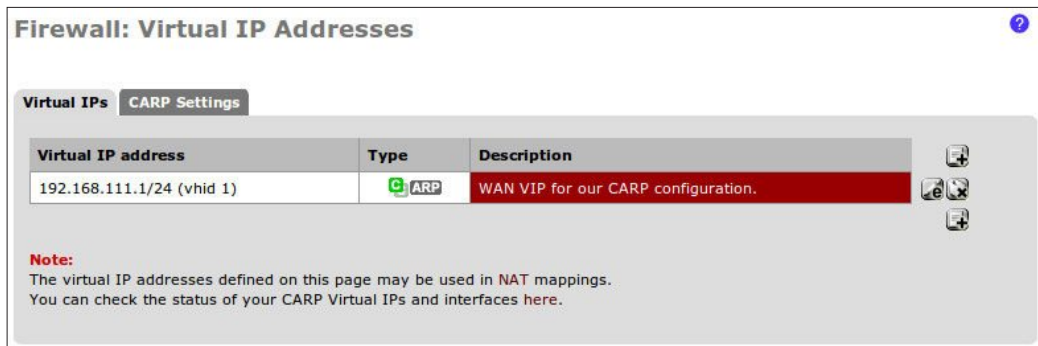 Firewall: Virtual IP Addresses
?
Virtual IPs CARP Settings
Virtual IP address Type Description
192.168.111.1/24 (vhid 1) C ARP WAN VIP for our CARP configuration.
e x
Note:
The virtual IP addresses defined on this page may be used in NAT mappings.
You can check the status of your CARP Virtual IPs and interfaces here.